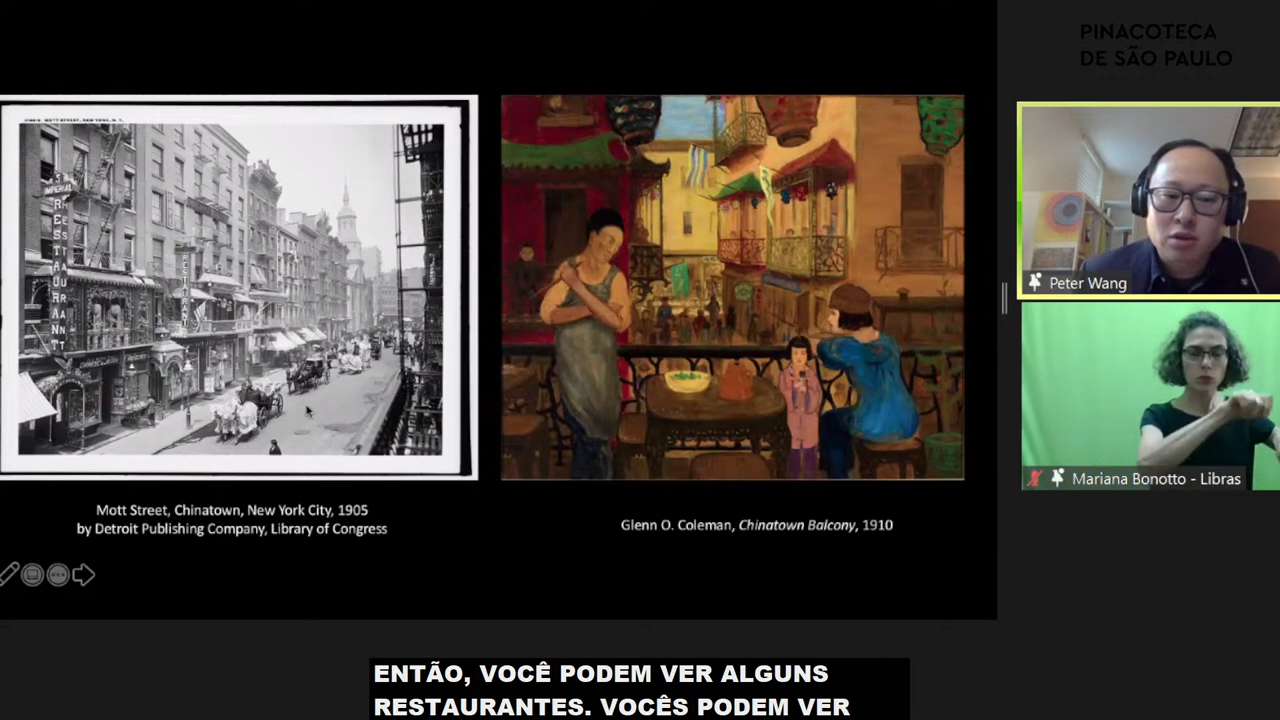 PINACOTECA
DE SÃO PAULO
IMPERIAL
RESTAURANT
RESTAURANT
RESTAURANT
Mott Street, Chinatown, New York City, 1905
by Detroit Publishing Company, Library of Congress
Glenn O. Coleman, Chinatown Balcony, 1910
Peter Wang
Mariana Bonotto - Libras
ENTÃO, VOCÊ PODEM VER ALGUNS
RESTAURANTES. VOCÊS PODEM VER